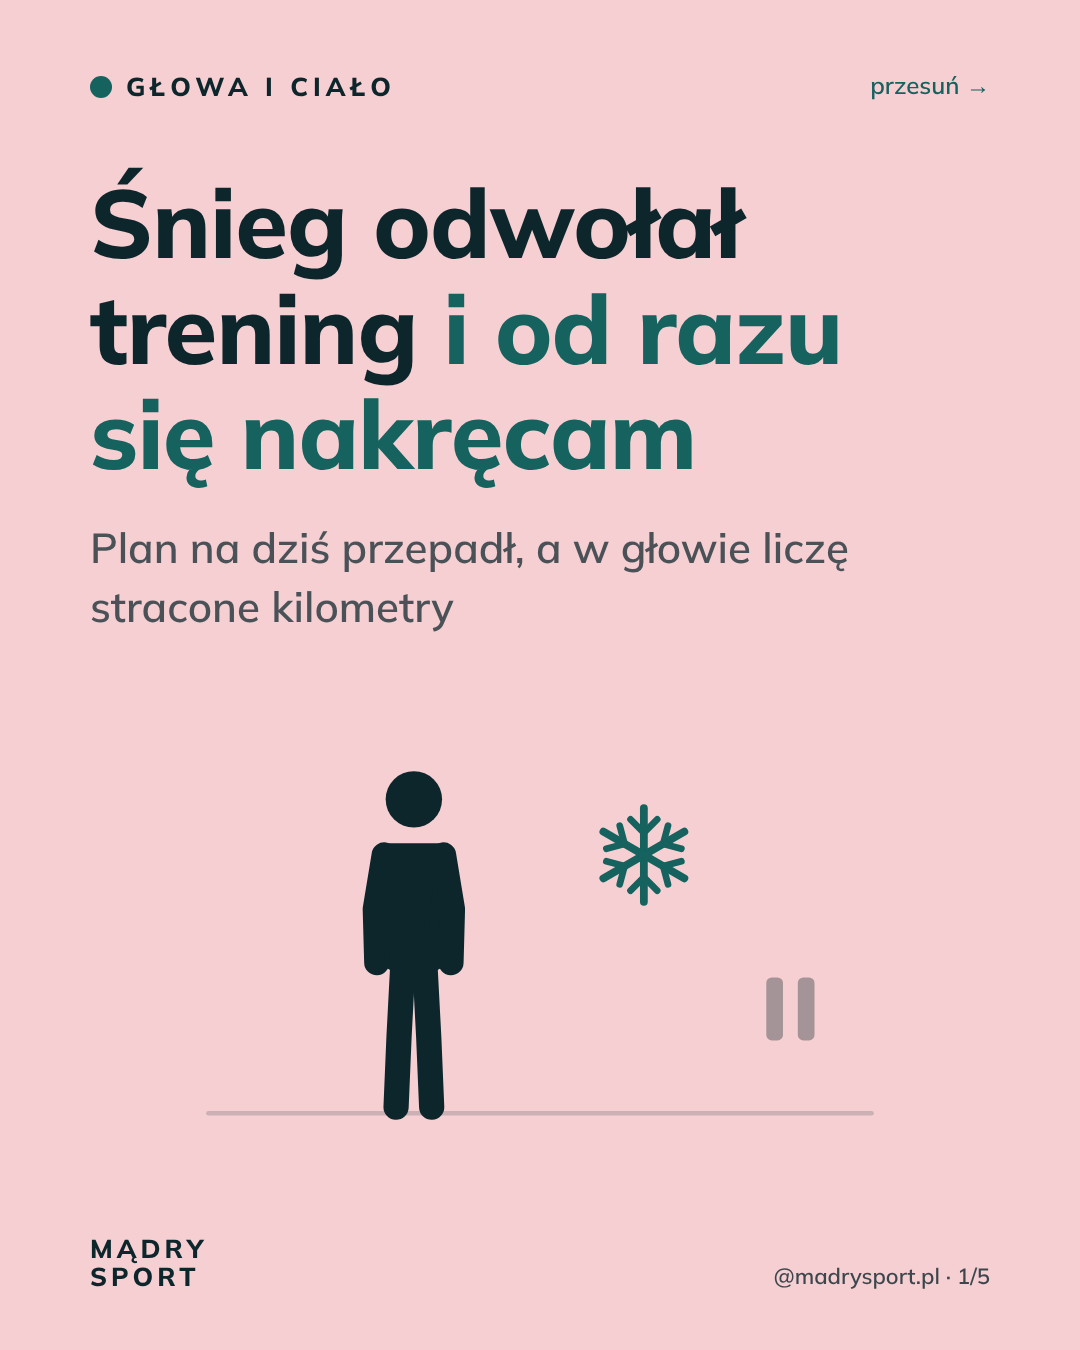 GŁOWA I CIAŁO
przesuń →
Śnieg odwołał
trening i od razu
się nakręcam
Plan na dziś przepadł, a w głowie liczę
stracone kilometry
MĄDRY
SPORT
@madrysport.pl · 1/5